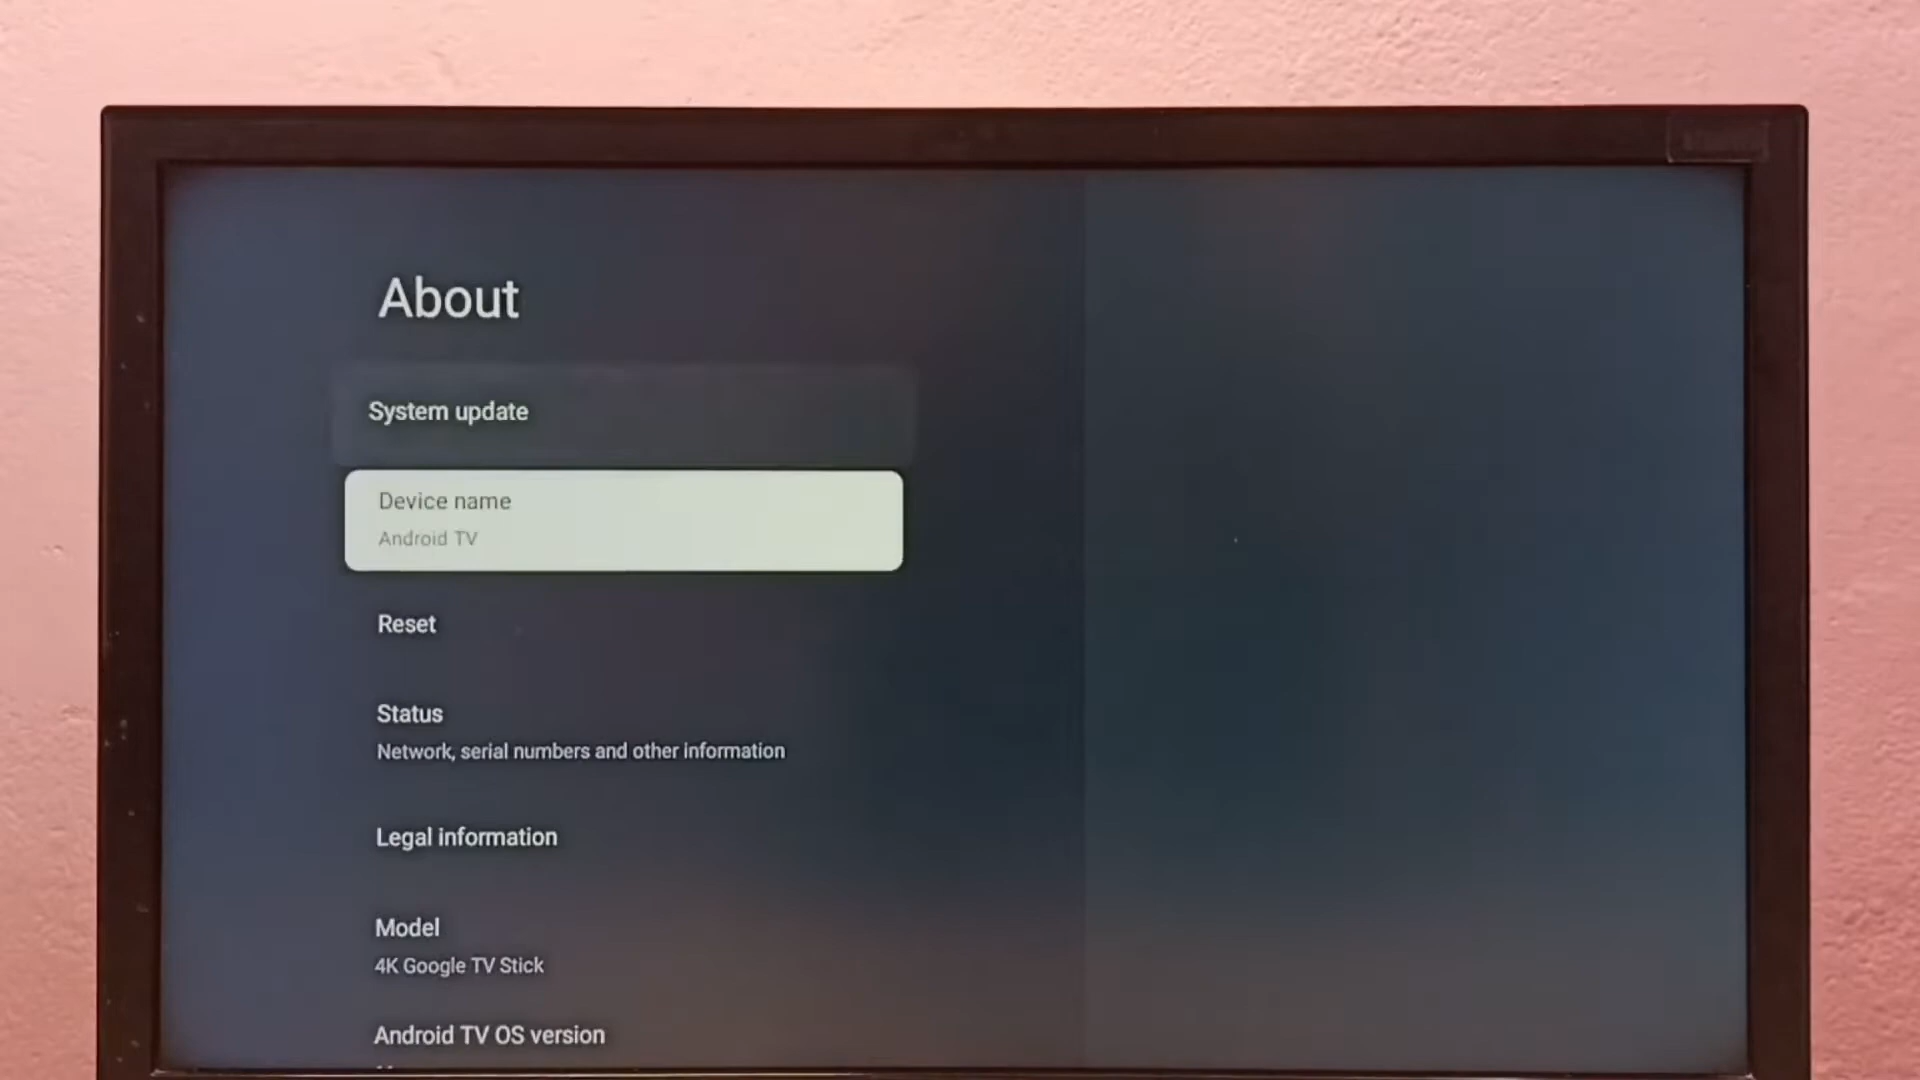 About
System update
Device name
Android TV
Reset
Status
Network, serial numbers and other information
Legal information
Model
4K Google TV Stick
Android TV OS version